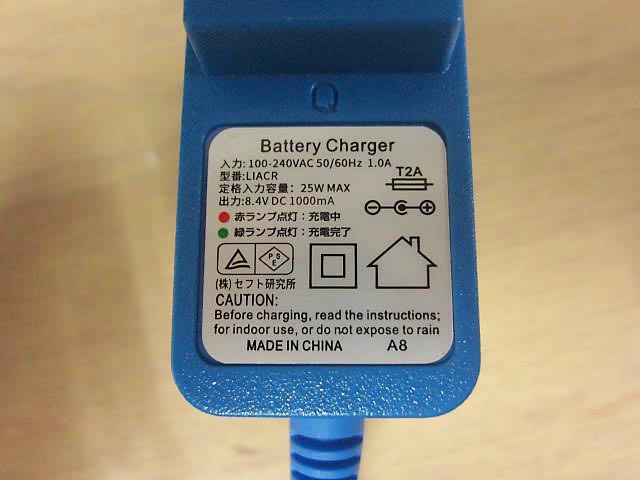 Q
Battery Charger
入力: 100-240VAC 50/60Hz 1.0A
型番:LIACR
T2A
定格入力容量: 25W MAX
出力:8.4V DC 1000mA
赤ランプ点灯：充電中
緑ランプ点灯：充電完了
P S E
(株) セフト研究所
CAUTION:
Before charging, read the instructions;
for indoor use, or do not expose to rain
MADE IN CHINA A8